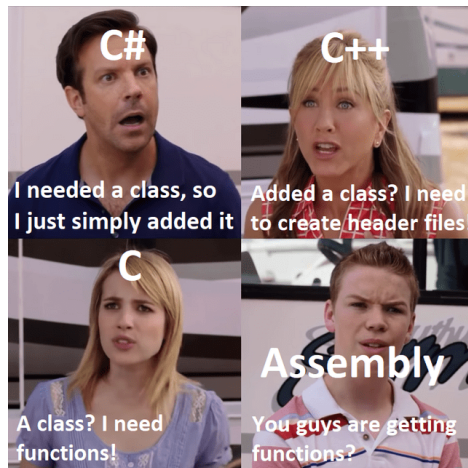 C#
I needed a class, so
I just simply added it
C++
Added a class? I need
to create header files
C
A class? I need
functions!
Assembly
You guys are getting
functions?